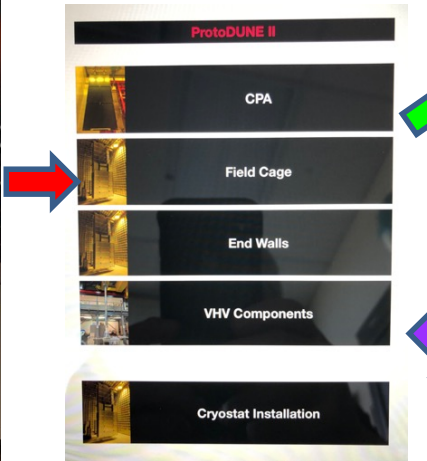 ProtoDUNE II
CPA
Field Cage
End Walls
VHV Components
Cryostat Installation